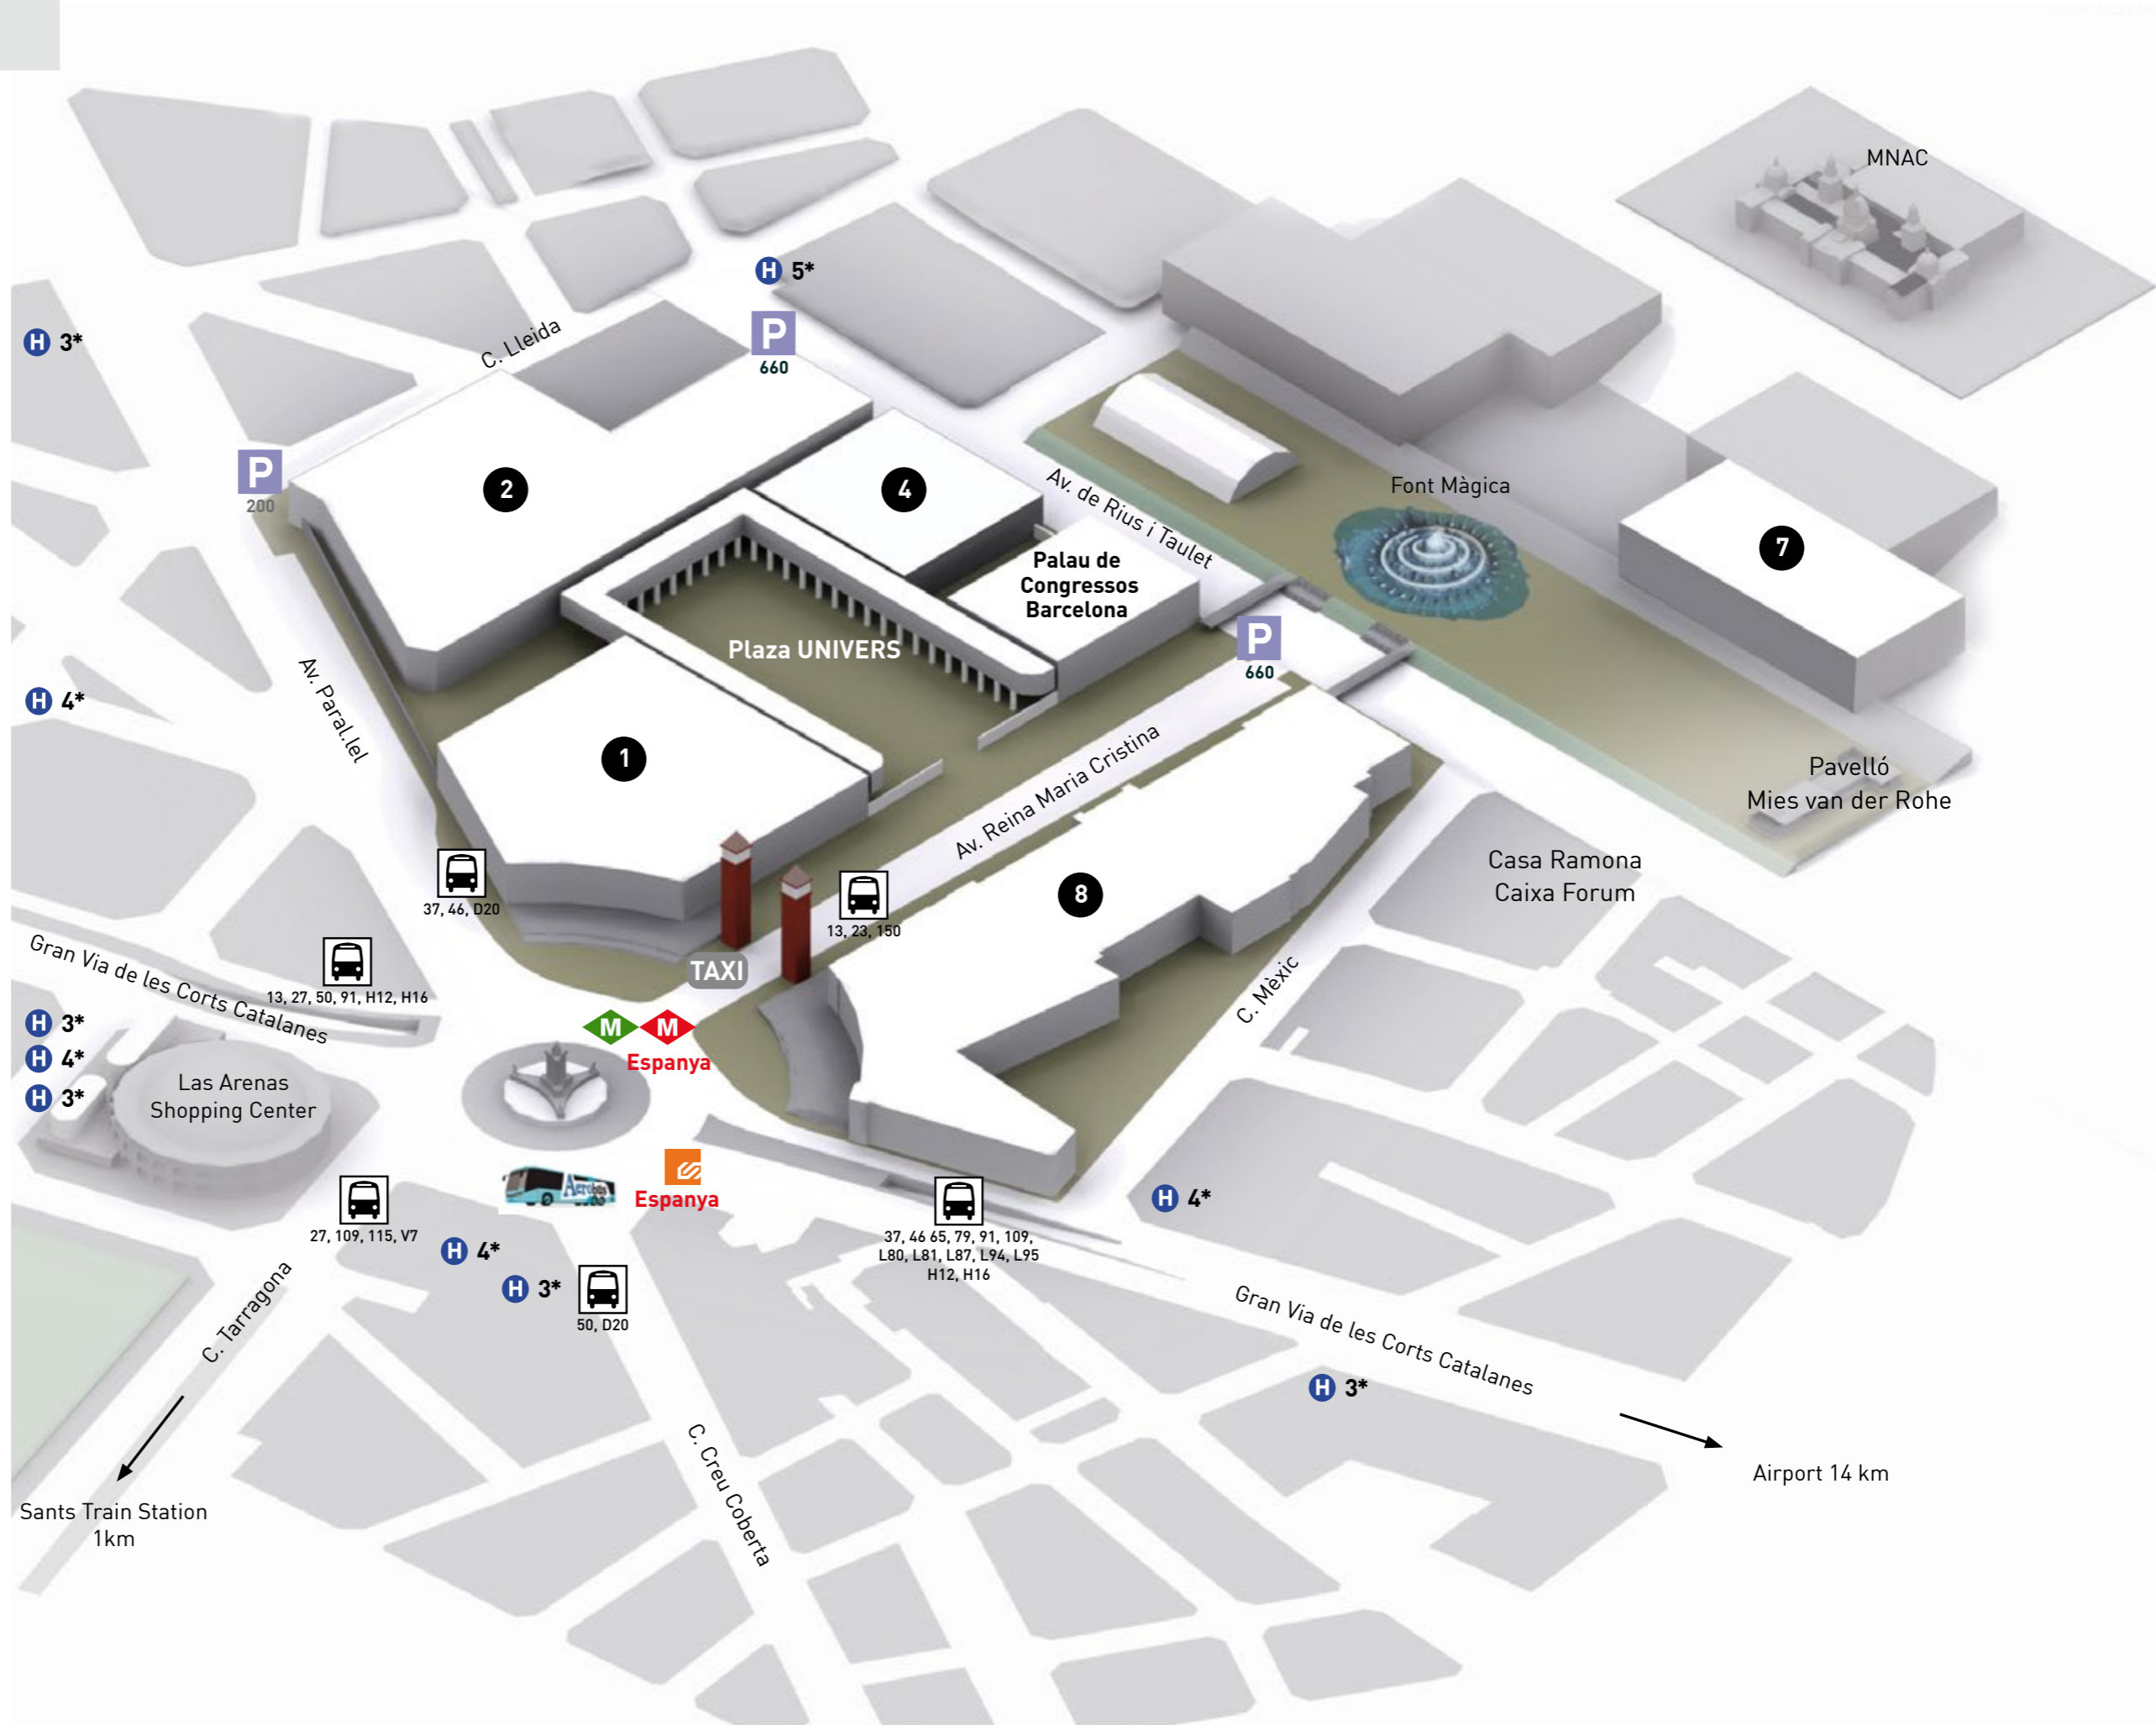 MNAC
H 5*
H 3*
C. Lleida
P
660
P
200
2
4
Av. de Rius i Taulet
Font Màgica
7
Palau de
Congressos
Barcelona
Plaza UNIVERS
P
660
H 4*
Av. Paral.lel
1
Av. Reina Maria Cristina
Pavelló
Mies van der Rohe
Casa Ramona
Caixa Forum
8
37, 46, D20
13, 23, 150
TAXI
Gran Via de les Corts Catalanes
13, 27, 50, 91, H12, H16
C. Mèxic
H 3*
H 4*
H 3*
M M
Espanya
Las Arenas
Shopping Center
Aerobús
Espanya
27, 109, 115, V7
H 4*
H 3*
50, D20
37, 46 65, 79, 91, 109,
L80, L81, L87, L94, L95
H12, H16
H 4*
C. Tarragona
Gran Via de les Corts Catalanes
H 3*
C. Creu Coberta
Airport 14 km
Sants Train Station
1km